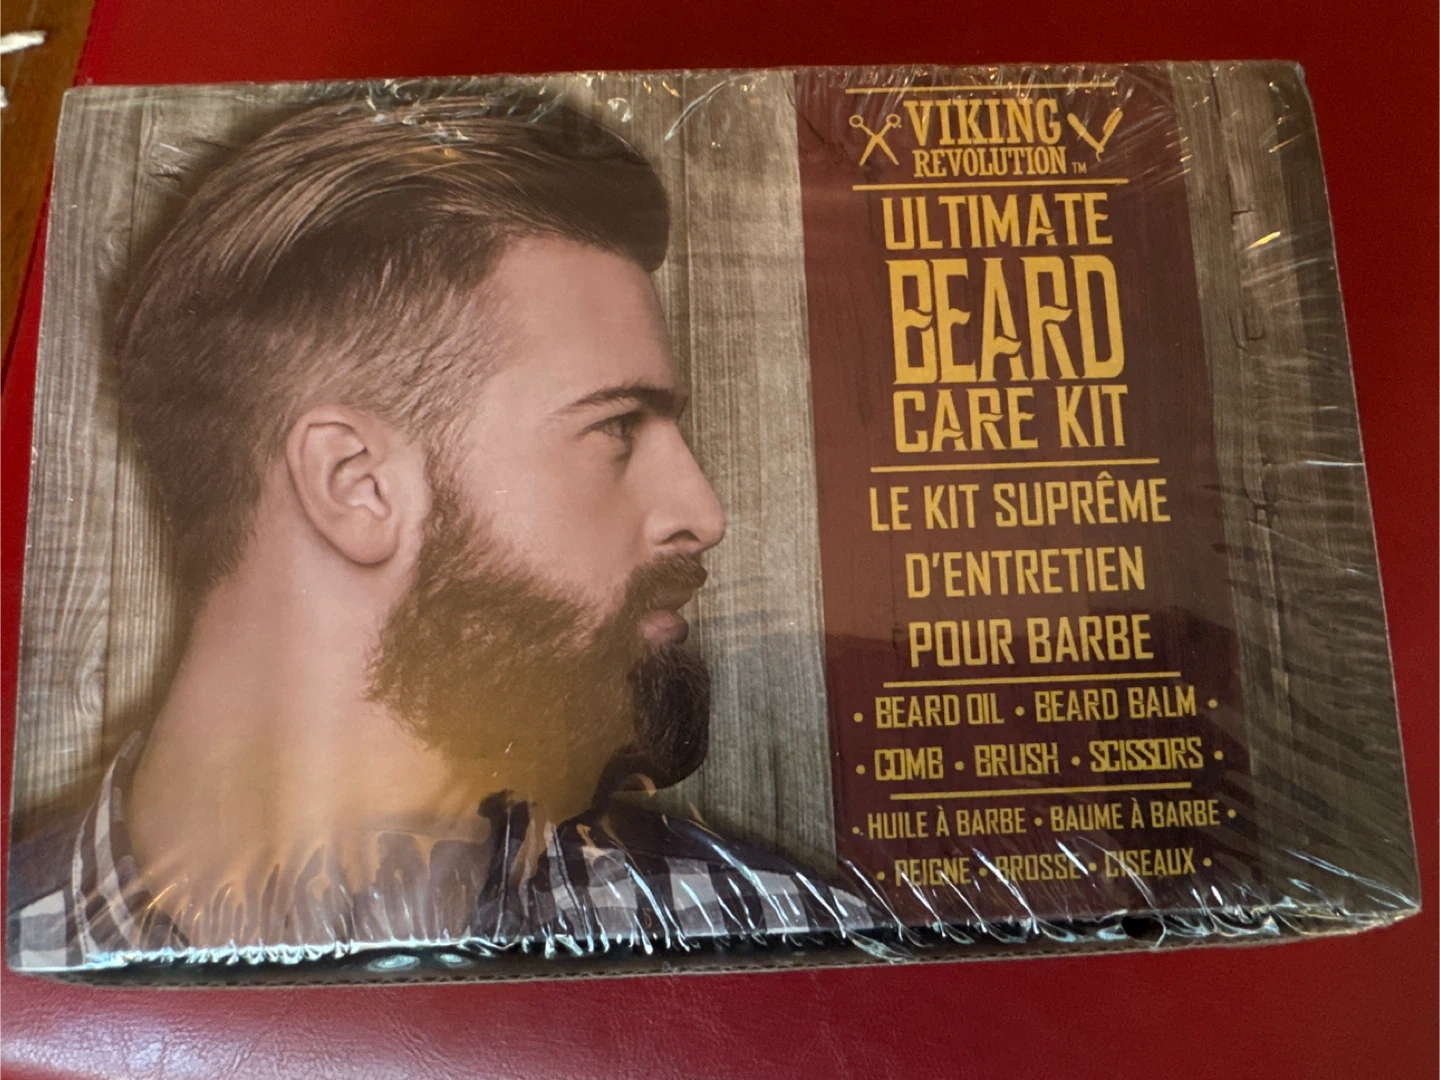 VIKING
REVOLUTION™
ULTIMATE
BEARD
CARE KIT
LE KIT SUPRÊME
D'ENTRETIEN
POUR BARBE
• BEARD OIL • BEARD BALM •
• COMB • BRUSH • SCISSORS •
• HUILE À BARBE • BAUME À BARBE •
• PEIGNE • BROSSE • CISEAUX •